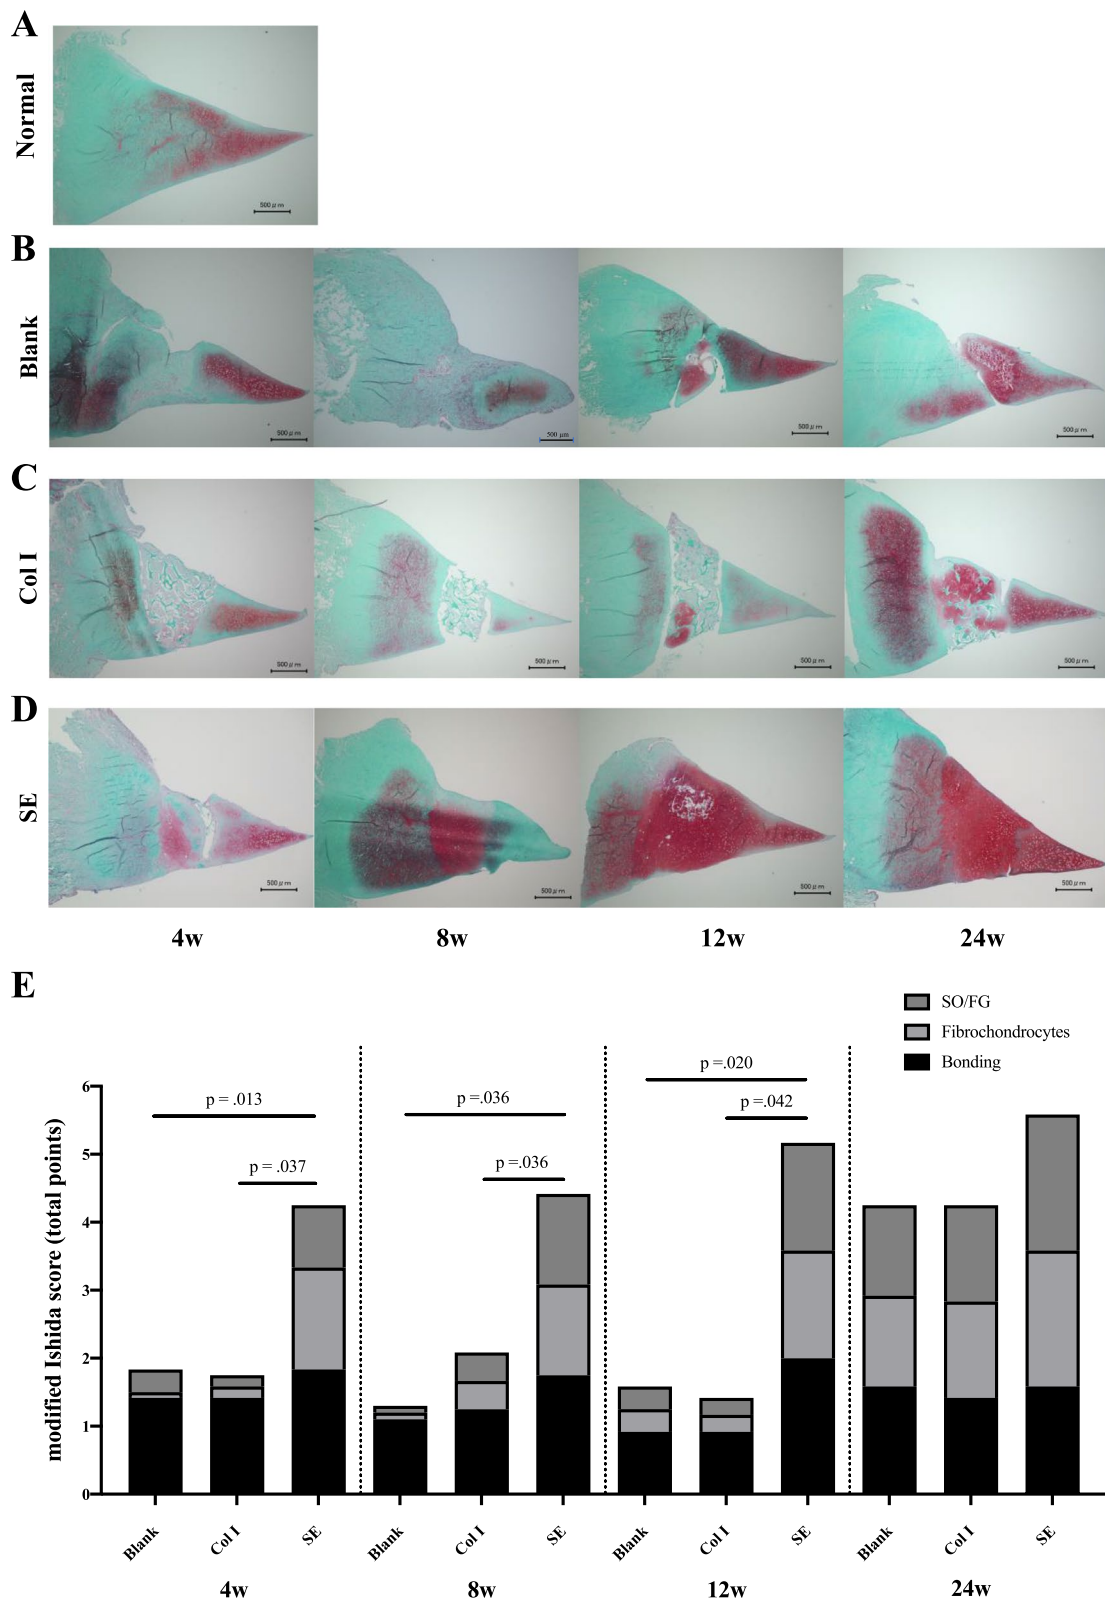 A
Normal
500 μm
B
Blank
500 μm
500 μm
500 μm
500 μm
C
Col I
500 μm
500 μm
500 μm
500 μm
D
SE
500 μm
500 μm
500 μm
500 μm
4w
8w
12w
24w
E
SO/FG
Fibrochondrocytes
Bonding
modified Ishida score (total points)
6
5
4
3
2
1
0
p = .013
p = .037
p =.036
p =.036
p =.020
p =.042
Blank
Col I
SE
Blank
Col I
SE
Blank
Col I
SE
Blank
Col I
SE
4w
8w
12w
24w